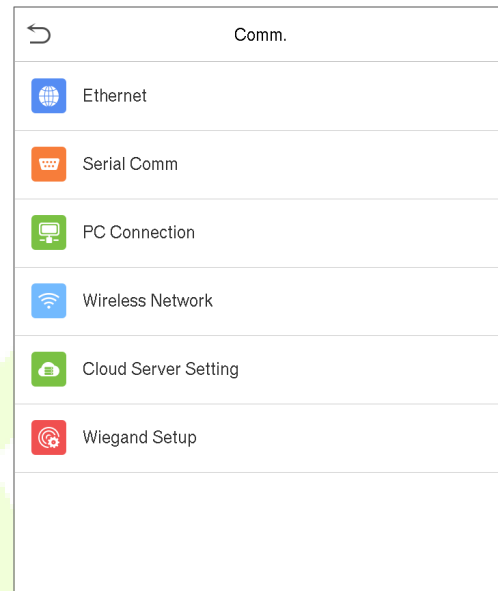 Comm.
Ethernet
Serial Comm
PC Connection
Wireless Network
Cloud Server Setting
Wiegand Setup